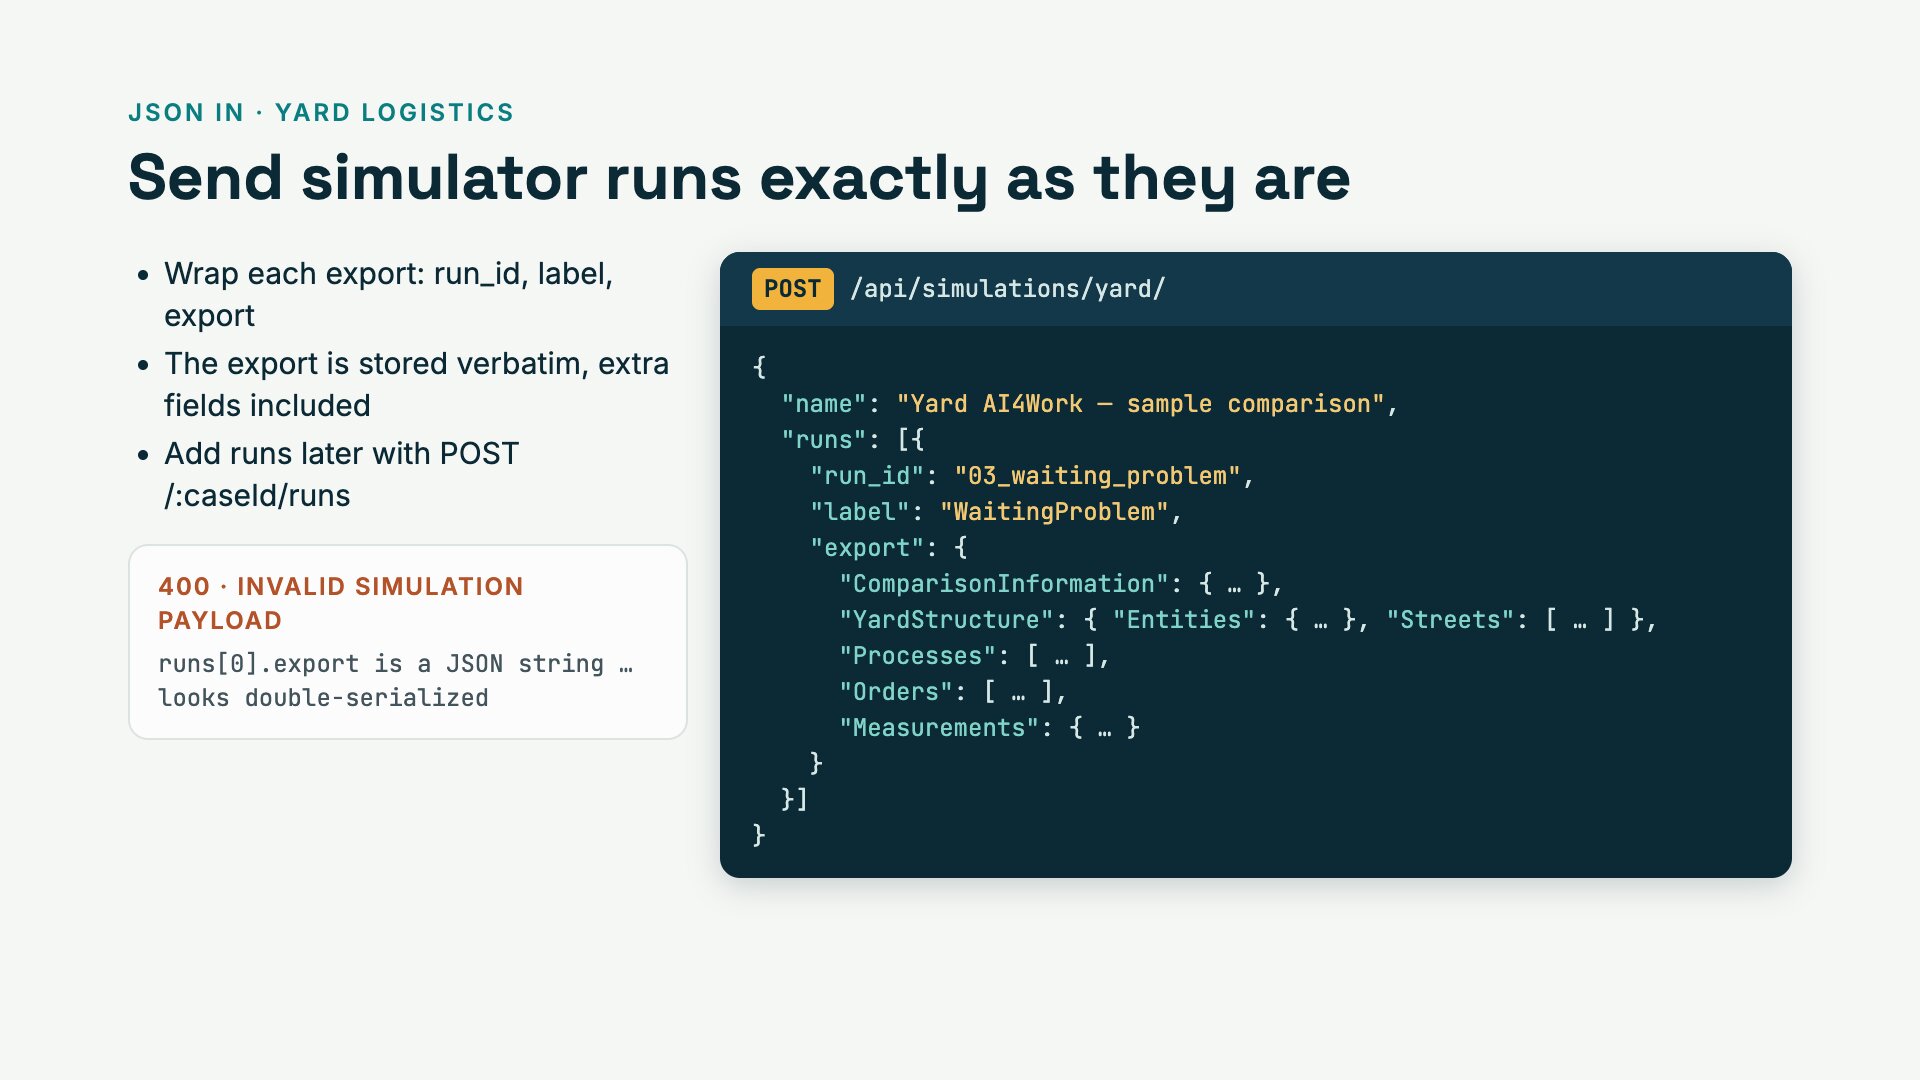 JSON IN · YARD LOGISTICS
Send simulator runs exactly as they are
• Wrap each export: run_id, label,
export
• The export is stored verbatim, extra
fields included
• Add runs later with POST
/:caseId/runs
400 · INVALID SIMULATION
PAYLOAD
runs[0].export is a JSON string …
looks double-serialized
POST /api/simulations/yard/
{
  "name": "Yard AI4Work — sample comparison",
  "runs": [{
    "run_id": "03_waiting_problem",
    "label": "WaitingProblem",
    "export": {
      "ComparisonInformation": { … },
      "YardStructure": { "Entities": { … }, "Streets": [ … ] },
      "Processes": [ … ],
      "Orders": [ … ],
      "Measurements": { … }
    }
  }]
}